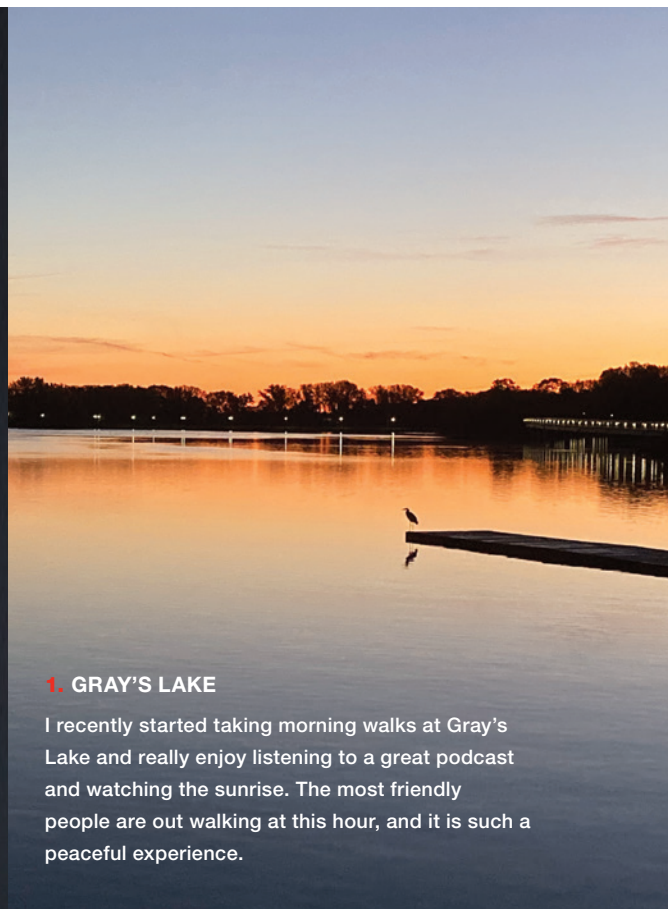 1. GRAY’S LAKE
I recently started taking morning walks at Gray’s
Lake and really enjoy listening to a great podcast
and watching the sunrise. The most friendly
people are out walking at this hour, and it is such a
peaceful experience.